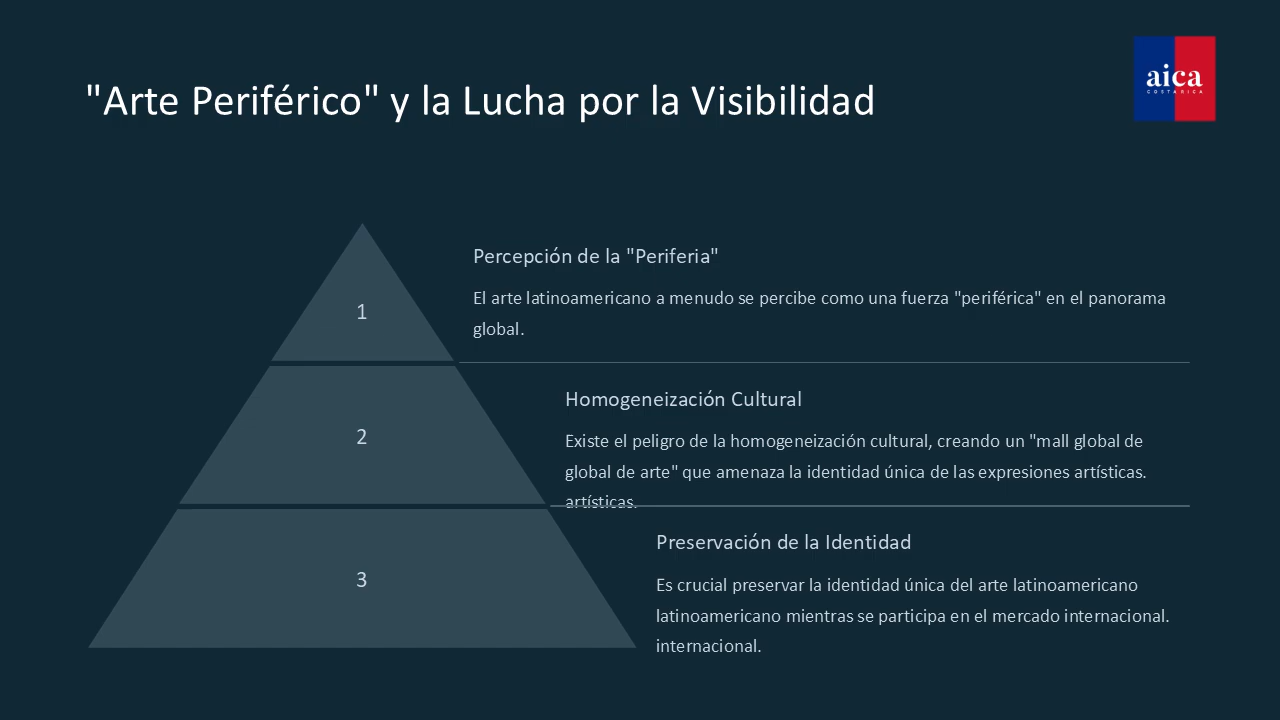 "Arte Periférico" y la Lucha por la Visibilidad
aica
COSTA RICA
1
Percepción de la "Periferia"
El arte latinoamericano a menudo se percibe como una fuerza "periférica" en el panorama
global.
2
Homogeneización Cultural
Existe el peligro de la homogeneización cultural, creando un "mall global de
global de arte" que amenaza la identidad única de las expresiones artísticas.
artísticas.
3
Preservación de la Identidad
Es crucial preservar la identidad única del arte latinoamericano
latinoamericano mientras se participa en el mercado internacional.
internacional.